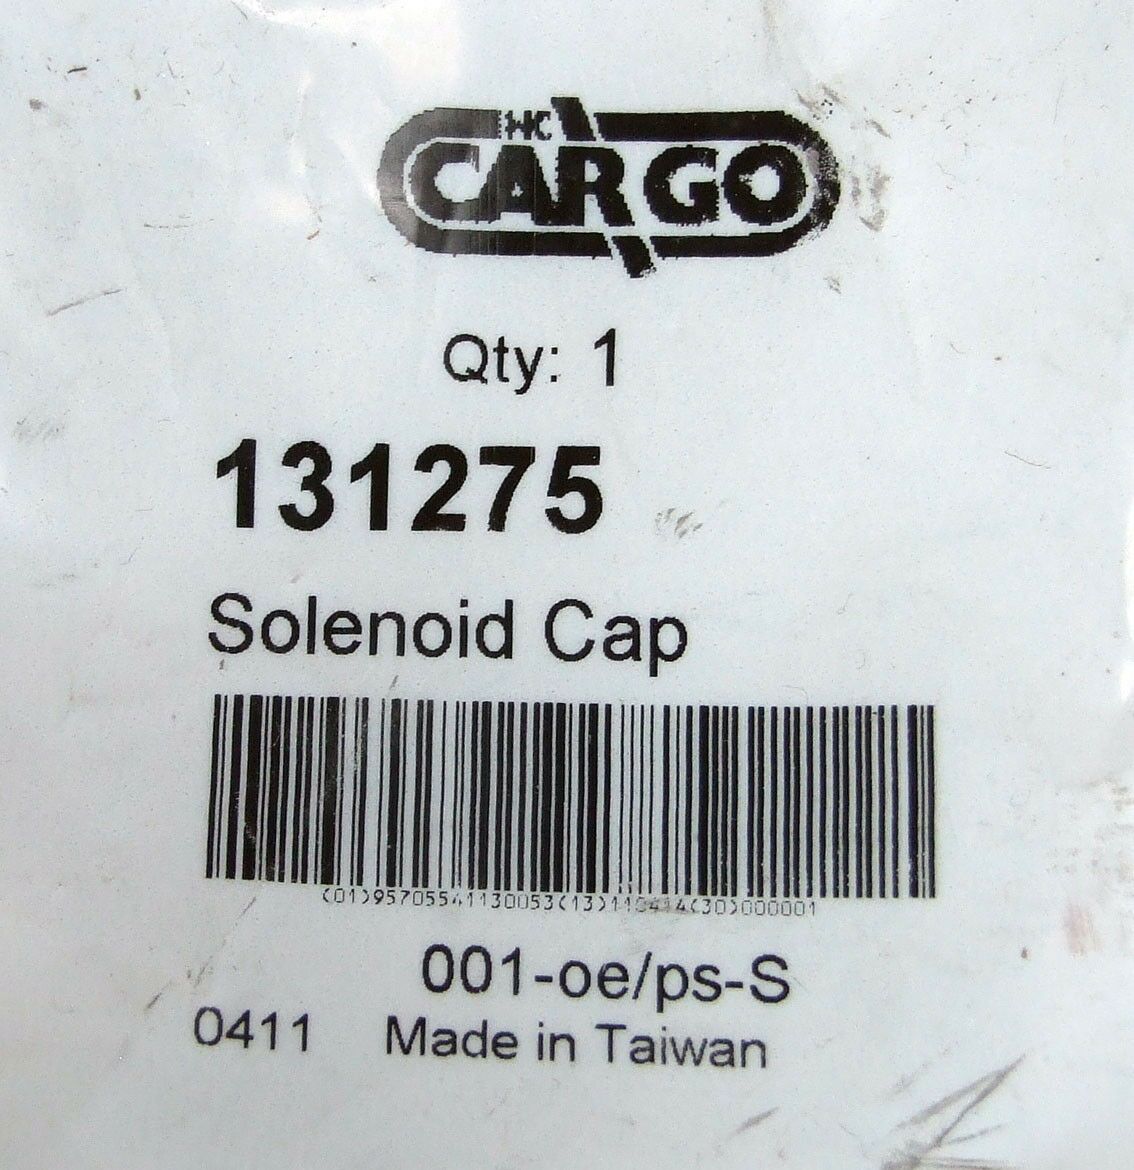 HC
CARGO
Qty: 1
131275
Solenoid Cap
(01)95705541130053(13)110414(30)000001
001-oe/ps-S
0411 Made in Taiwan